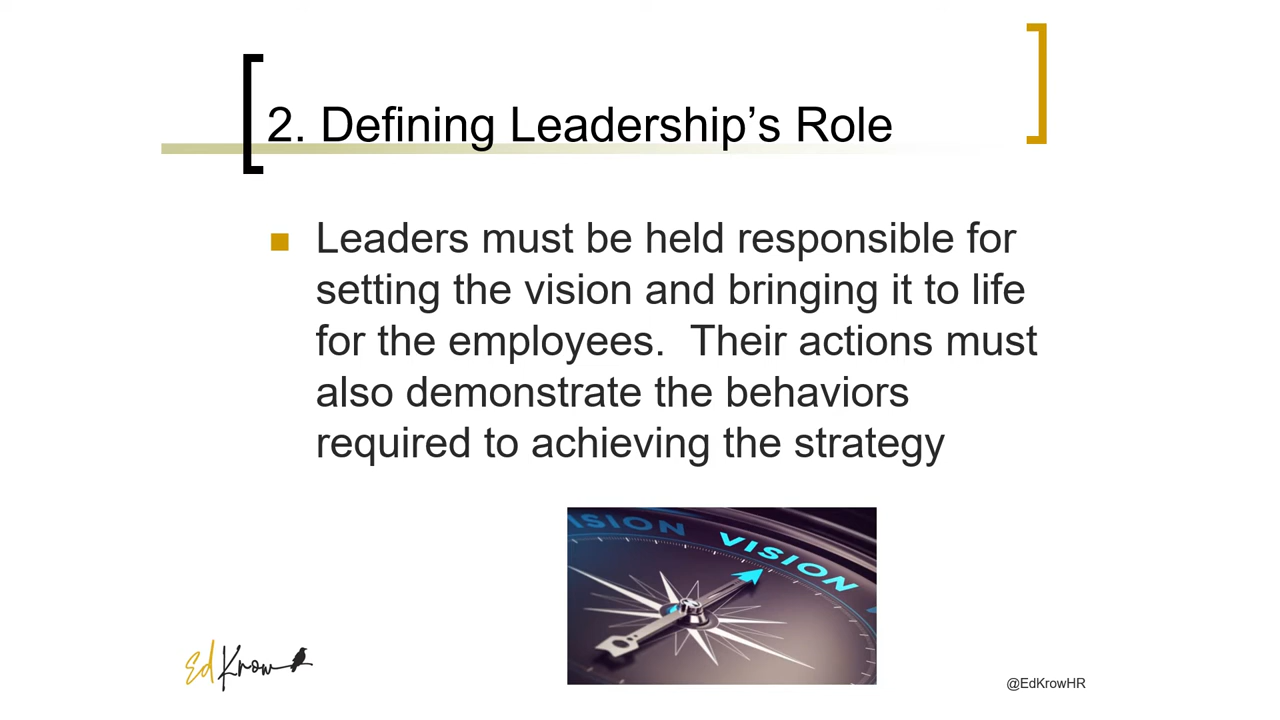 2. Defining Leadership's Role
Leaders must be held responsible for
setting the vision and bringing it to life
for the employees.  Their actions must
also demonstrate the behaviors
required to achieving the strategy
ISION
VISION
Ed Krow
@EdKrowHR